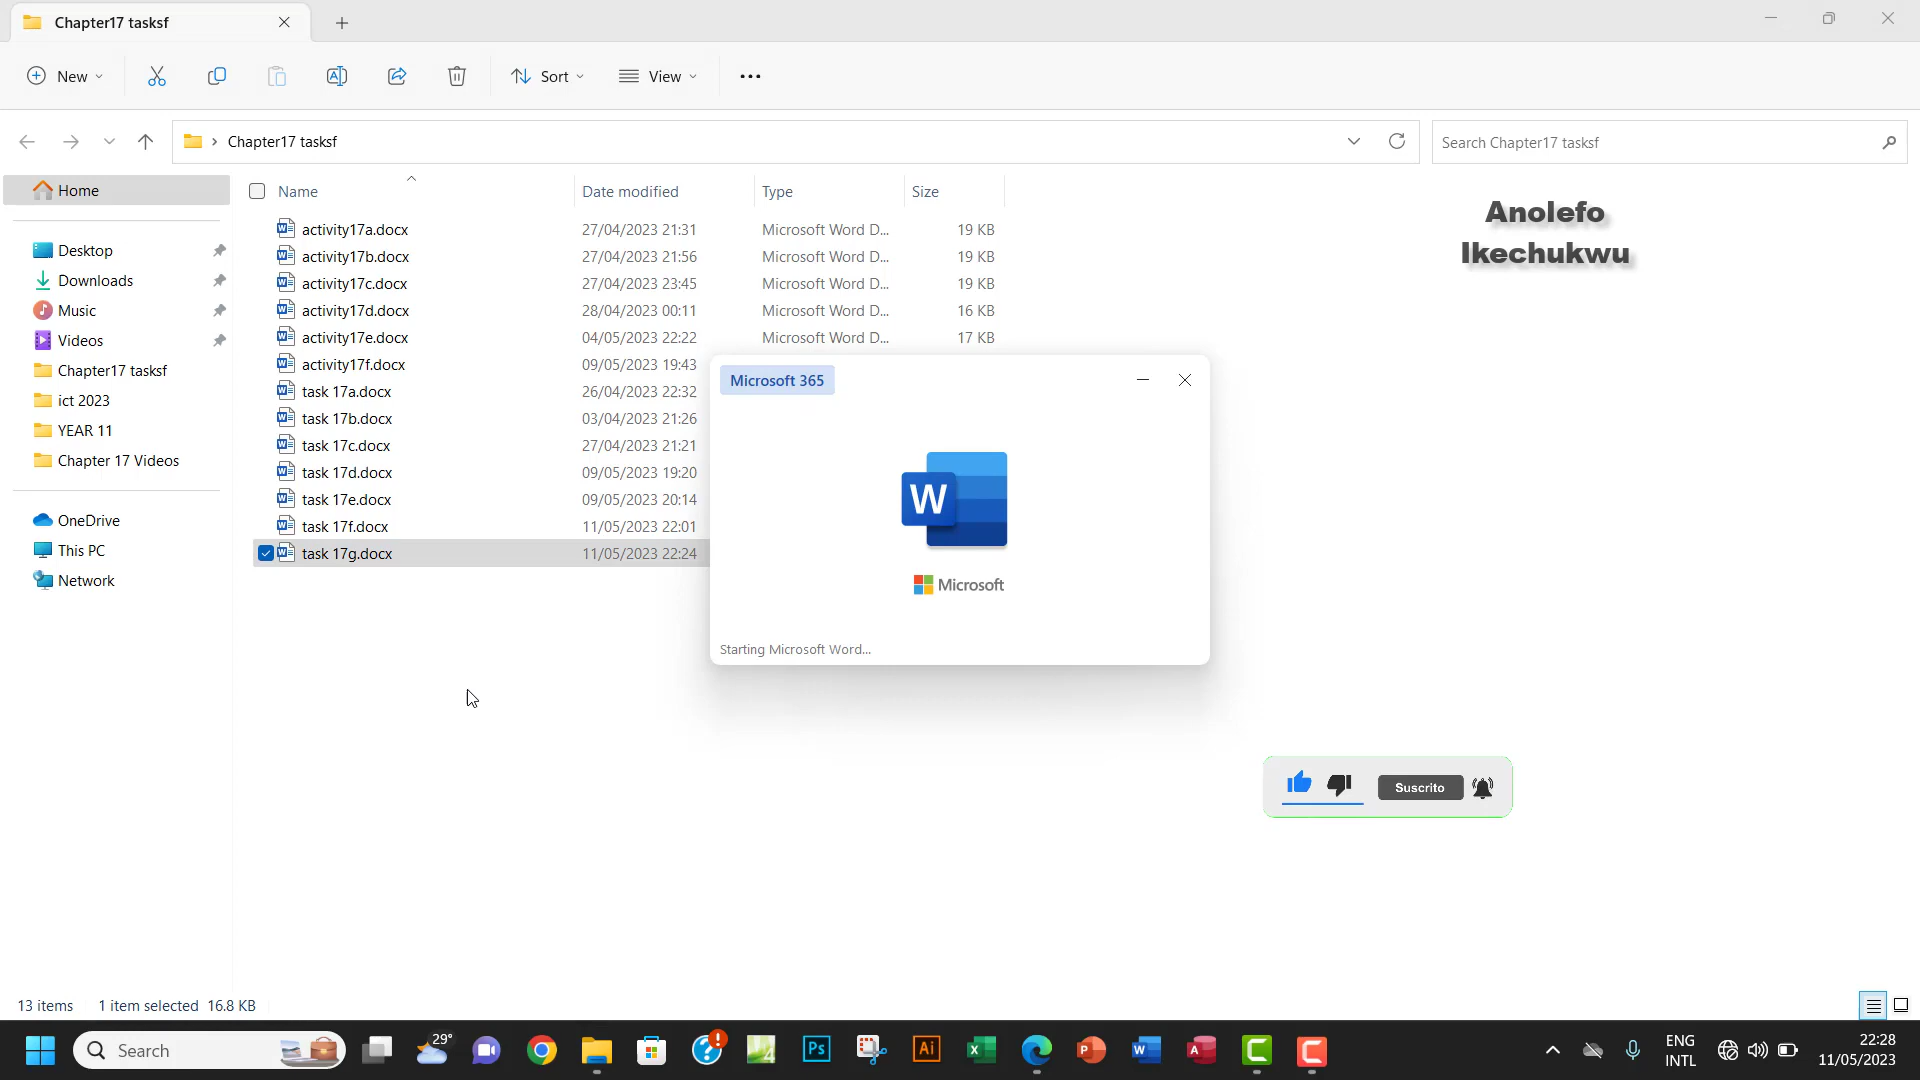 Chapter17 tasksf
New
Sort
View
Chapter17 tasksf
Search Chapter17 tasksf
Home
Name
Date modified
Type
Size
Anolefo
Ikechukwu
Desktop
Downloads
Music
Videos
Chapter17 tasksf
ict 2023
YEAR 11
Chapter 17 Videos
OneDrive
This PC
Network
activity17a.docx 27/04/2023 21:31 Microsoft Word D... 19 KB
activity17b.docx 27/04/2023 21:56 Microsoft Word D... 19 KB
activity17c.docx 27/04/2023 23:45 Microsoft Word D... 19 KB
activity17d.docx 28/04/2023 00:11 Microsoft Word D... 16 KB
activity17e.docx 04/05/2023 22:22 Microsoft Word D... 17 KB
activity17f.docx 09/05/2023 19:43
task 17a.docx 26/04/2023 22:32
task 17b.docx 03/04/2023 21:26
task 17c.docx 27/04/2023 21:21
task 17d.docx 09/05/2023 19:20
task 17e.docx 09/05/2023 20:14
task 17f.docx 11/05/2023 22:01
task 17g.docx 11/05/2023 22:24
Microsoft 365
W
Microsoft
Starting Microsoft Word...
Suscrito
13 items 1 item selected 16.8 KB
Search
29°
Ps
Ai
ENG
INTL
22:28
11/05/2023